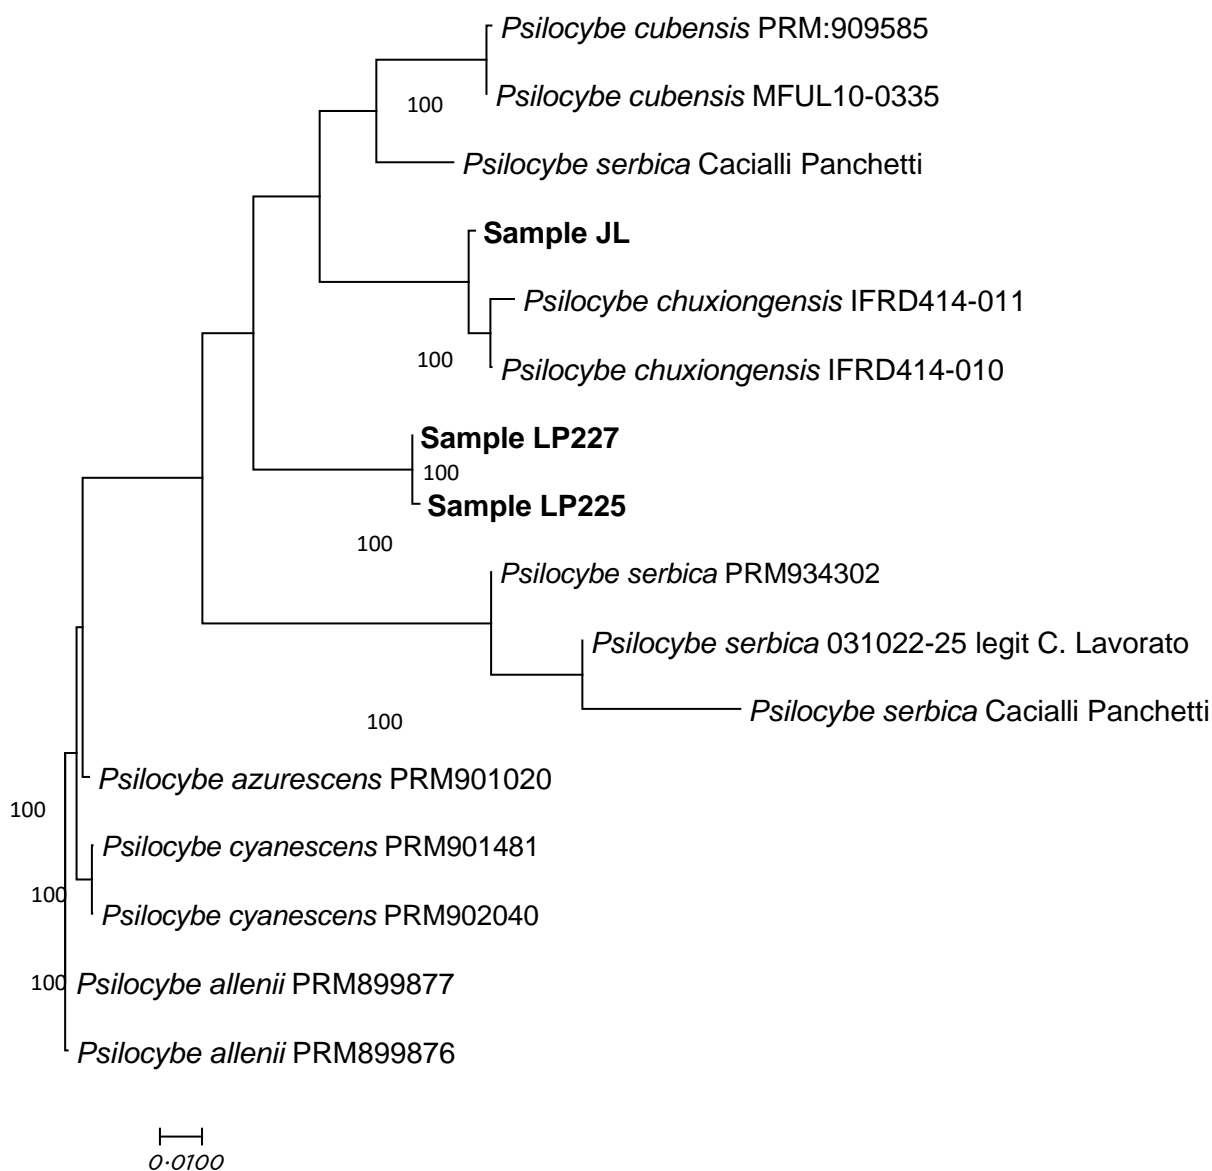 Psilocybe cubensis PRM:909585
Psilocybe cubensis MFUL10-0335
100
Psilocybe serbica Cacialli Panchetti
Sample JL
Psilocybe chuxiongensis IFRD414-011
100
Psilocybe chuxiongensis IFRD414-010
Sample LP227
100
Sample LP225
100
Psilocybe serbica PRM934302
Psilocybe serbica 031022-25 legit C. Lavorato
Psilocybe serbica Cacialli Panchetti
100
Psilocybe azurescens PRM901020
100
Psilocybe cyanescens PRM901481
100
Psilocybe cyanescens PRM902040
100
Psilocybe allenii PRM899877
Psilocybe allenii PRM899876
0·0100